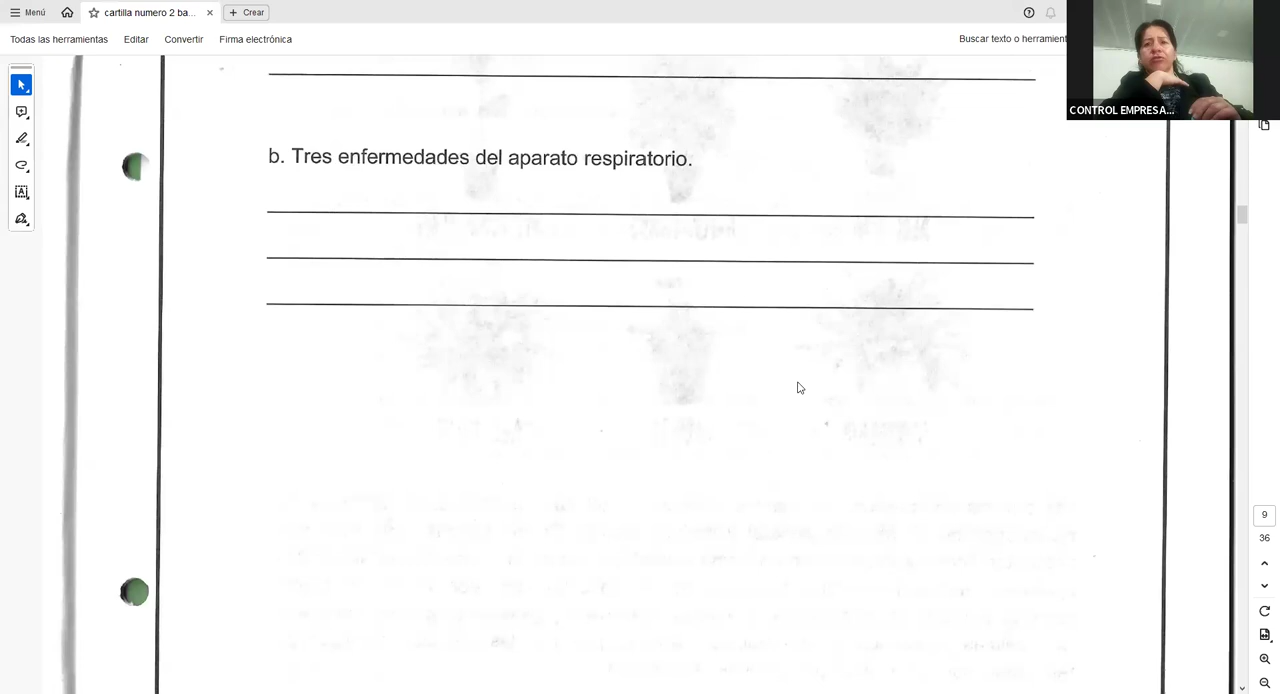 Menú
cartilla numero 2 ba...
Crear
Todas las herramientas
Editar
Convertir
Firma electrónica
Buscar texto o herramient
CONTROL EMPRESA...
b. Tres enfermedades del aparato respiratorio.
9
36